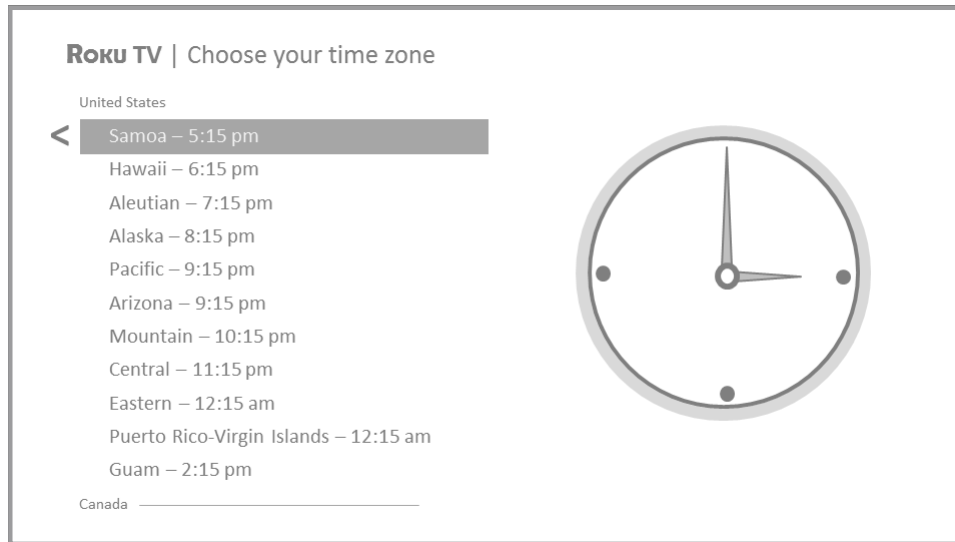 ROKU TV | Choose your time zone
United States
<
Samoa – 5:15 pm
Hawaii – 6:15 pm
Aleutian – 7:15 pm
Alaska – 8:15 pm
Pacific – 9:15 pm
Arizona – 9:15 pm
Mountain – 10:15 pm
Central – 11:15 pm
Eastern – 12:15 am
Puerto Rico-Virgin Islands – 12:15 am
Guam – 2:15 pm
Canada